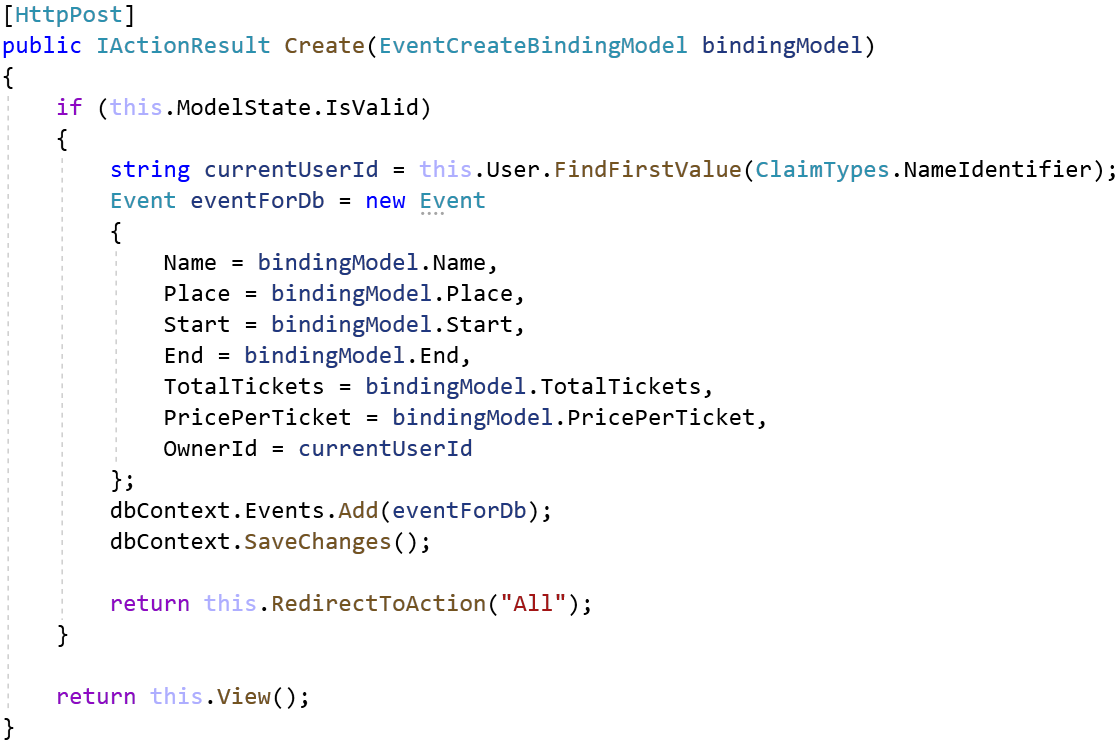 [HttpPost]
public IActionResult Create(EventCreateBindingModel bindingModel)
{
    if (this.ModelState.IsValid)
    {
        string currentUserId = this.User.FindFirstValue(ClaimTypes.NameIdentifier);
        Event eventForDb = new Event
        {
            Name = bindingModel.Name,
            Place = bindingModel.Place,
            Start = bindingModel.Start,
            End = bindingModel.End,
            TotalTickets = bindingModel.TotalTickets,
            PricePerTicket = bindingModel.PricePerTicket,
            OwnerId = currentUserId
        };
        dbContext.Events.Add(eventForDb);
        dbContext.SaveChanges();

        return this.RedirectToAction("All");
    }

    return this.View();
}